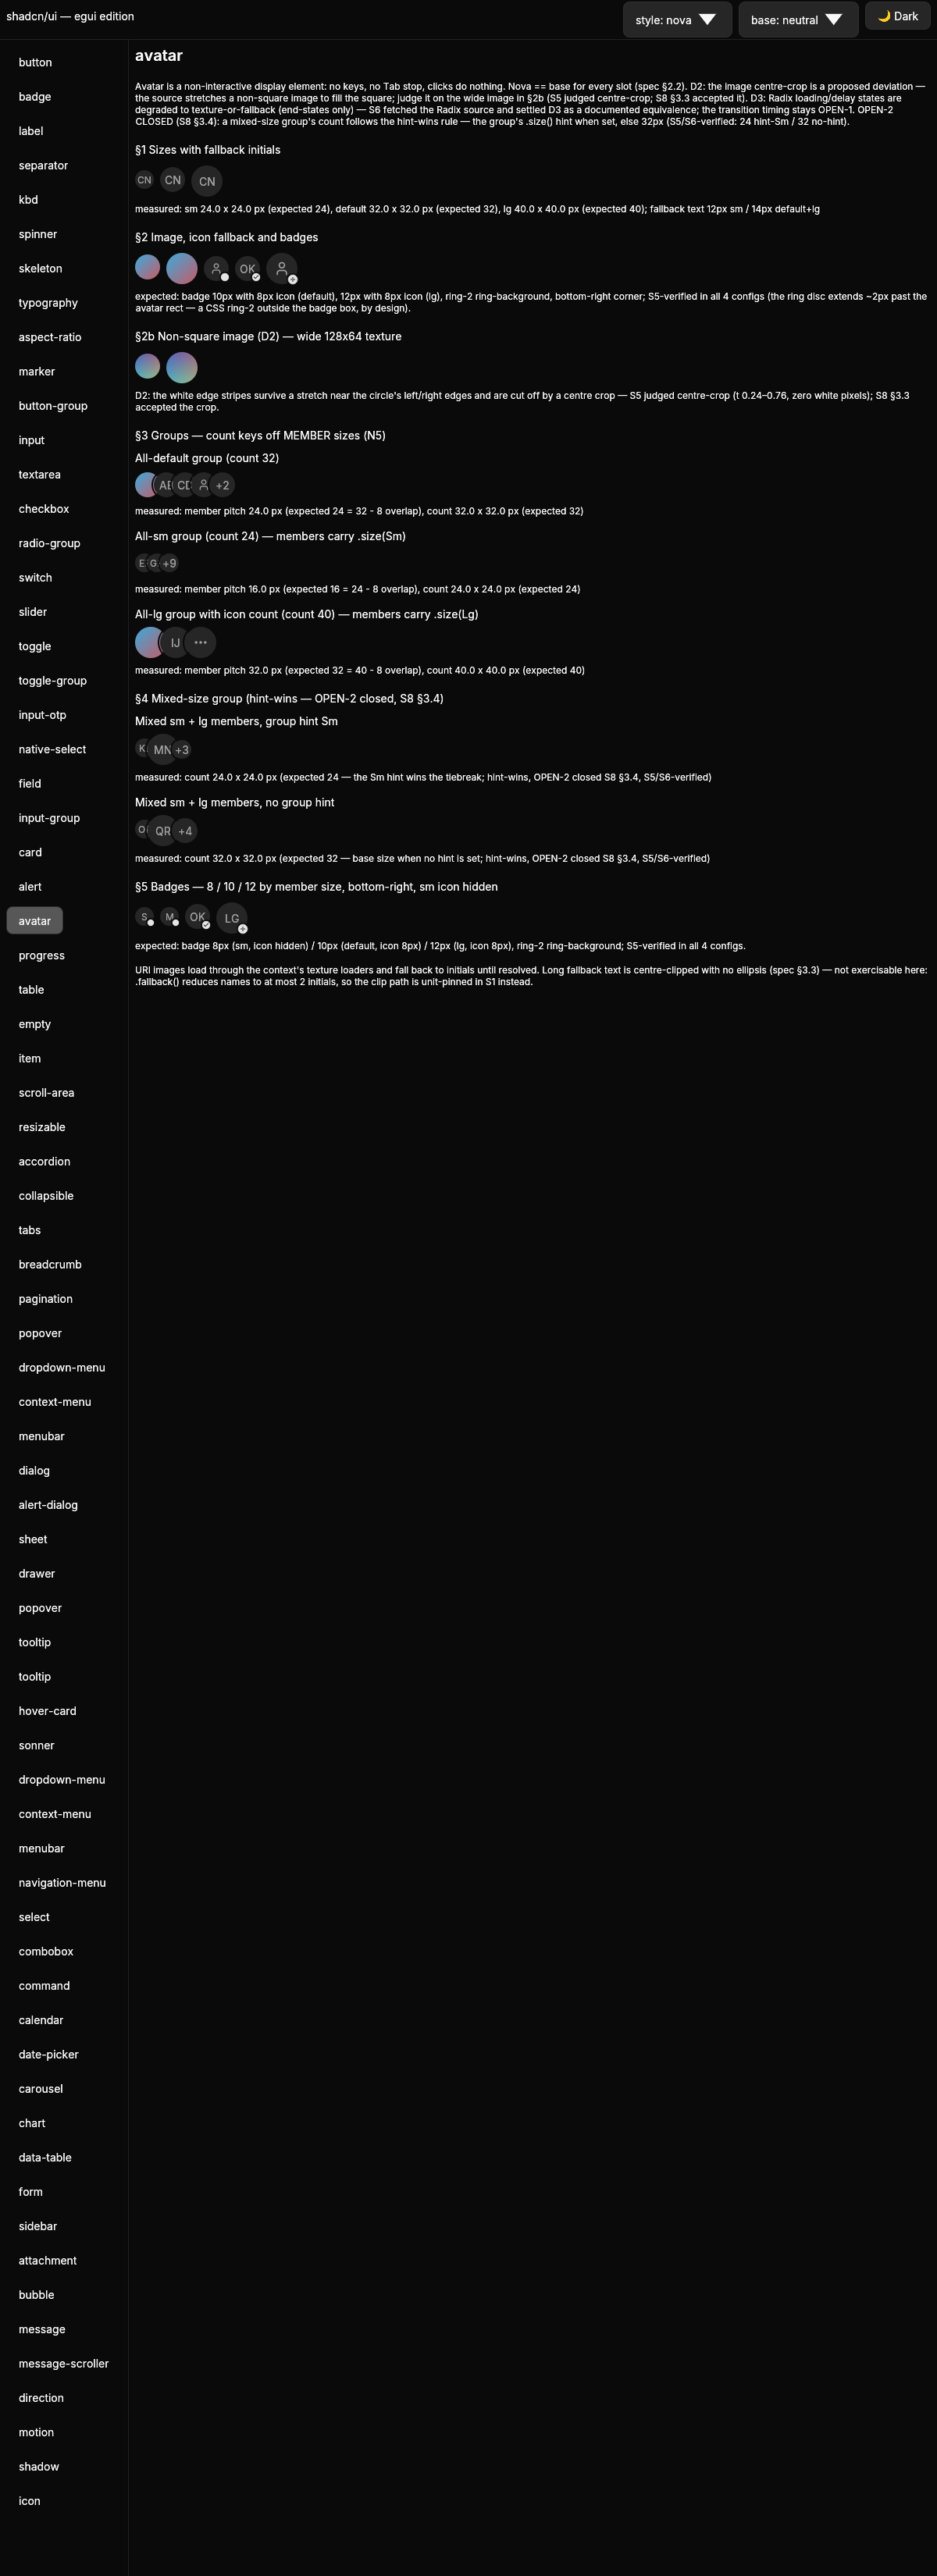 shadcn/ui — egui edition
style: nova
base: neutral
🌙 Dark
button
badge
label
separator
kbd
spinner
skeleton
typography
aspect-ratio
marker
button-group
input
textarea
checkbox
radio-group
switch
slider
toggle
toggle-group
input-otp
native-select
field
input-group
card
alert
avatar
progress
table
empty
item
scroll-area
resizable
accordion
collapsible
tabs
breadcrumb
pagination
popover
dropdown-menu
context-menu
menubar
dialog
alert-dialog
sheet
drawer
popover
tooltip
tooltip
hover-card
sonner
dropdown-menu
context-menu
menubar
navigation-menu
select
combobox
command
calendar
date-picker
carousel
chart
data-table
form
sidebar
attachment
bubble
message
message-scroller
direction
motion
shadow
icon
avatar
Avatar is a non-interactive display element: no keys, no Tab stop, clicks do nothing. Nova == base for every slot (spec §2.2). D2: the image centre-crop is a proposed deviation —
the source stretches a non-square image to fill the square; judge it on the wide image in §2b (S5 judged centre-crop; S8 §3.3 accepted it). D3: Radix loading/delay states are
degraded to texture-or-fallback (end-states only) — S6 fetched the Radix source and settled D3 as a documented equivalence; the transition timing stays OPEN-1. OPEN-2
CLOSED (S8 §3.4): a mixed-size group's count follows the hint-wins rule — the group's .size() hint when set, else 32px (S5/S6-verified: 24 hint-Sm / 32 no-hint).
§1 Sizes with fallback initials
CN CN CN
measured: sm 24.0 x 24.0 px (expected 24), default 32.0 x 32.0 px (expected 32), lg 40.0 x 40.0 px (expected 40); fallback text 12px sm / 14px default+lg
§2 Image, icon fallback and badges
OK
expected: badge 10px with 8px icon (default), 12px with 8px icon (lg), ring-2 ring-background, bottom-right corner; S5-verified in all 4 configs (the ring disc extends ~2px past the
avatar rect — a CSS ring-2 outside the badge box, by design).
§2b Non-square image (D2) — wide 128x64 texture
D2: the white edge stripes survive a stretch near the circle's left/right edges and are cut off by a centre crop — S5 judged centre-crop (t 0.24–0.76, zero white pixels); S8 §3.3
accepted the crop.
§3 Groups — count keys off MEMBER sizes (N5)
All-default group (count 32)
CD +2
measured: member pitch 24.0 px (expected 24 = 32 - 8 overlap), count 32.0 x 32.0 px (expected 32)
All-sm group (count 24) — members carry .size(Sm)
E G +9
measured: member pitch 16.0 px (expected 16 = 24 - 8 overlap), count 24.0 x 24.0 px (expected 24)
All-lg group with icon count (count 40) — members carry .size(Lg)
IJ
measured: member pitch 32.0 px (expected 32 = 40 - 8 overlap), count 40.0 x 40.0 px (expected 40)
§4 Mixed-size group (hint-wins — OPEN-2 closed, S8 §3.4)
Mixed sm + lg members, group hint Sm
K MN +3
measured: count 24.0 x 24.0 px (expected 24 — the Sm hint wins the tiebreak; hint-wins, OPEN-2 closed S8 §3.4, S5/S6-verified)
Mixed sm + lg members, no group hint
O QR +4
measured: count 32.0 x 32.0 px (expected 32 — base size when no hint is set; hint-wins, OPEN-2 closed S8 §3.4, S5/S6-verified)
§5 Badges — 8 / 10 / 12 by member size, bottom-right, sm icon hidden
S M OK LG
expected: badge 8px (sm, icon hidden) / 10px (default, icon 8px) / 12px (lg, icon 8px), ring-2 ring-background; S5-verified in all 4 configs.
URI images load through the context's texture loaders and fall back to initials until resolved. Long fallback text is centre-clipped with no ellipsis (spec §3.3) — not exercisable here:
.fallback() reduces names to at most 2 initials, so the clip path is unit-pinned in S1 instead.